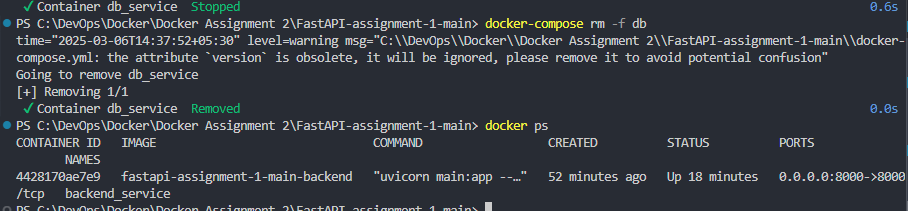 ✓ Container db_service  Stopped  0.6s
PS C:\DevOps\Docker\Docker Assignment 2\FastAPI-assignment-1-main> docker-compose rm -f db
time="2025-03-06T14:37:52+05:30" level=warning msg="C:\\DevOps\\Docker\\Docker Assignment 2\\FastAPI-assignment-1-main\\docker-
compose.yml: the attribute `version` is obsolete, it will be ignored, please remove it to avoid potential confusion"
Going to remove db_service
[+] Removing 1/1
✓ Container db_service  Removed  0.0s
PS C:\DevOps\Docker\Docker Assignment 2\FastAPI-assignment-1-main> docker ps
CONTAINER ID   IMAGE   COMMAND   CREATED   STATUS   PORTS
NAMES
4428170ae7e9   fastapi-assignment-1-main-backend   "uvicorn main:app --…"   52 minutes ago   Up 18 minutes   0.0.0.0:8000->8000
/tcp   backend_service
PS C:\DevOps\Docker\Docker Assignment 2\FastAPI-assignment-1-main>